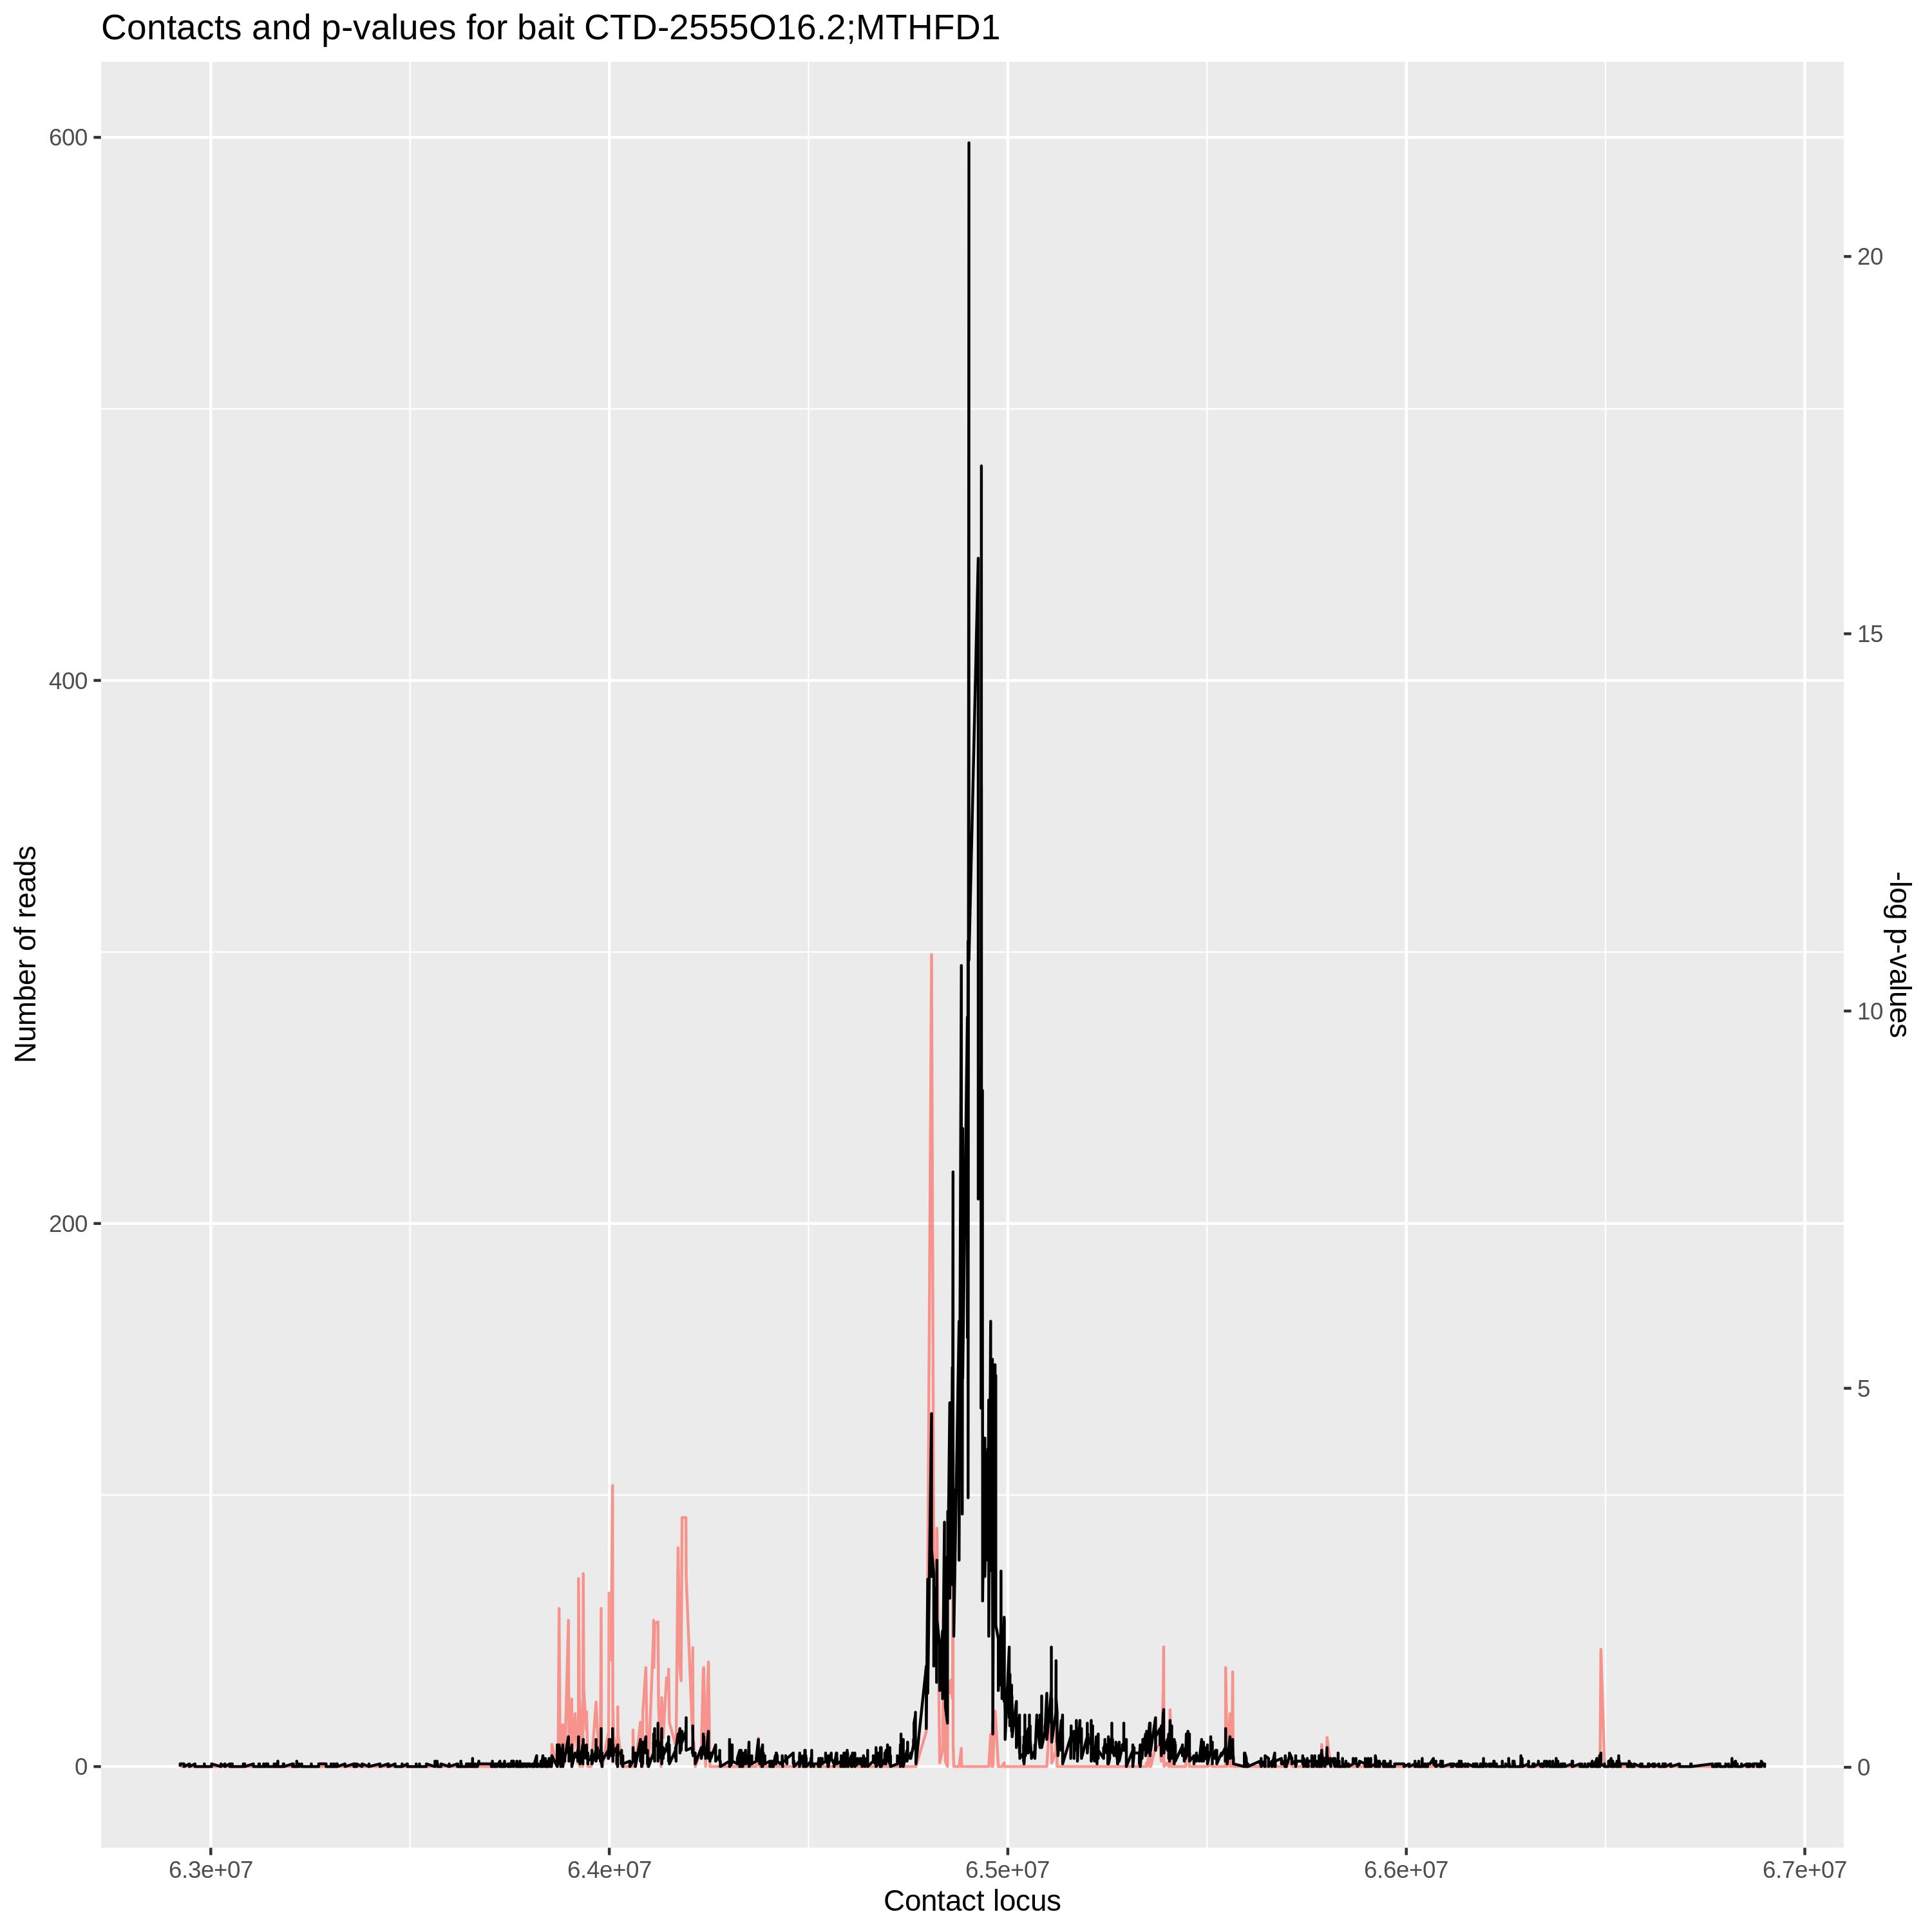 Contacts and p-values for bait CTD-2555O16.2;MTHFD1
600
400
200
0
Number of reads
20
15
10
5
0
-log p-values
6.3e+07
6.4e+07
6.5e+07
6.6e+07
6.7e+07
Contact locus